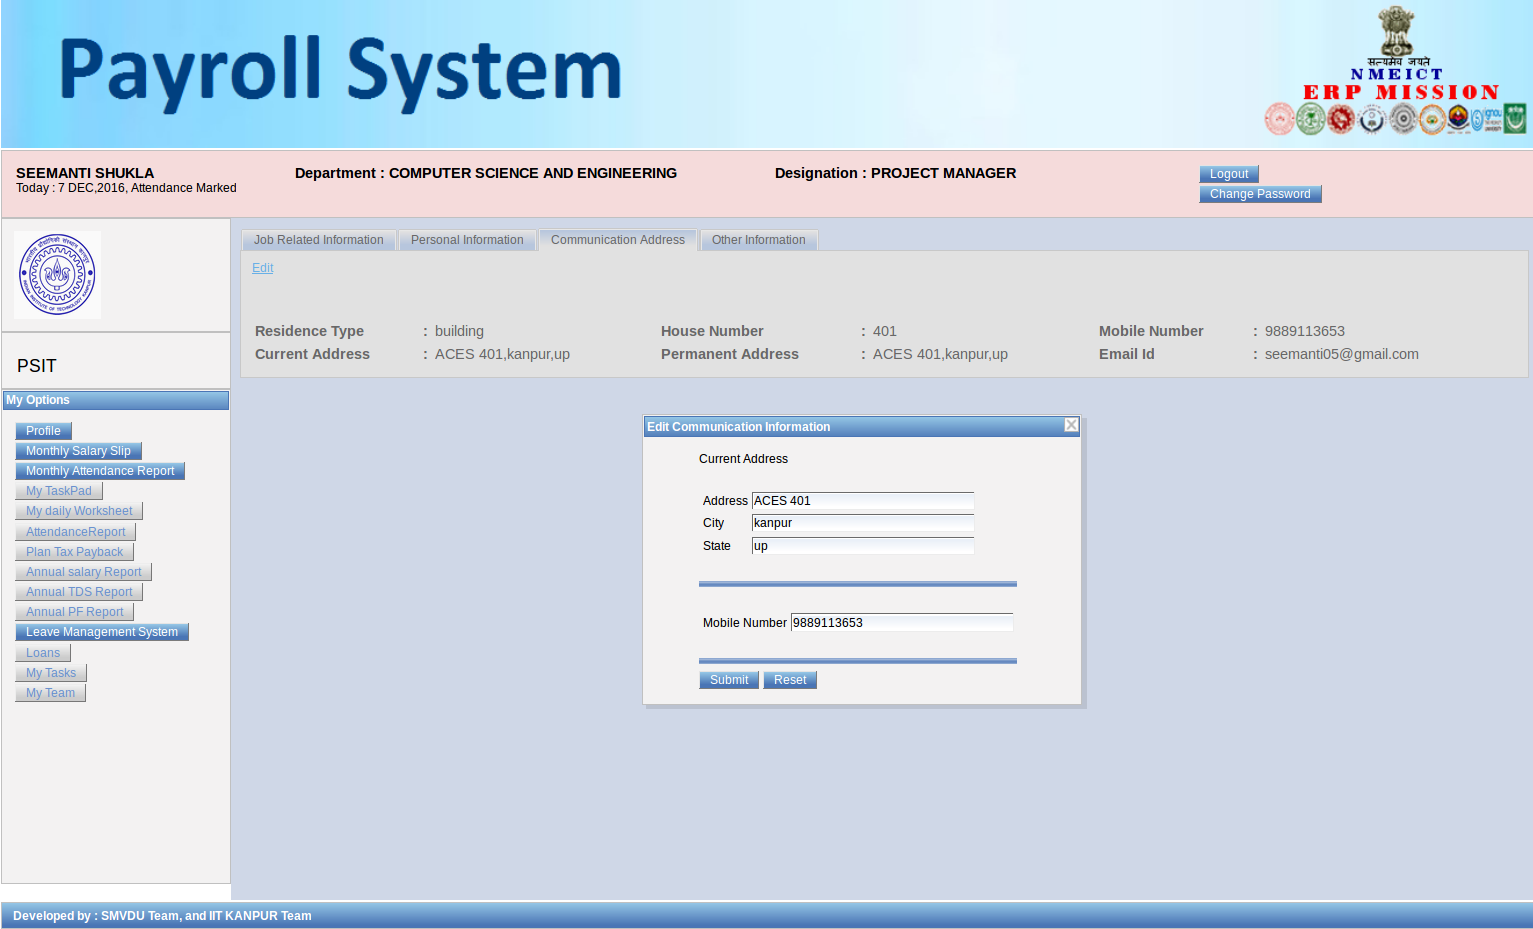 Payroll System
सत्यमेव जयते
NMEICT
ERP MISSION
SEEMANTI SHUKLA
Today : 7 DEC,2016, Attendance Marked
Department : COMPUTER SCIENCE AND ENGINEERING
Designation : PROJECT MANAGER
Logout
Change Password
PSIT
My Options
Profile
Monthly Salary Slip
Monthly Attendance Report
My TaskPad
My daily Worksheet
AttendanceReport
Plan Tax Payback
Annual salary Report
Annual TDS Report
Annual PF Report
Leave Management System
Loans
My Tasks
My Team
Job Related Information
Personal Information
Communication Address
Other Information
Edit
Residence Type : building House Number : 401 Mobile Number : 9889113653
Current Address : ACES 401,kanpur,up Permanent Address : ACES 401,kanpur,up Email Id : seemanti05@gmail.com
Edit Communication Information
Current Address
Address ACES 401
City kanpur
State up
Mobile Number 9889113653
Submit Reset
Developed by : SMVDU Team, and IIT KANPUR Team